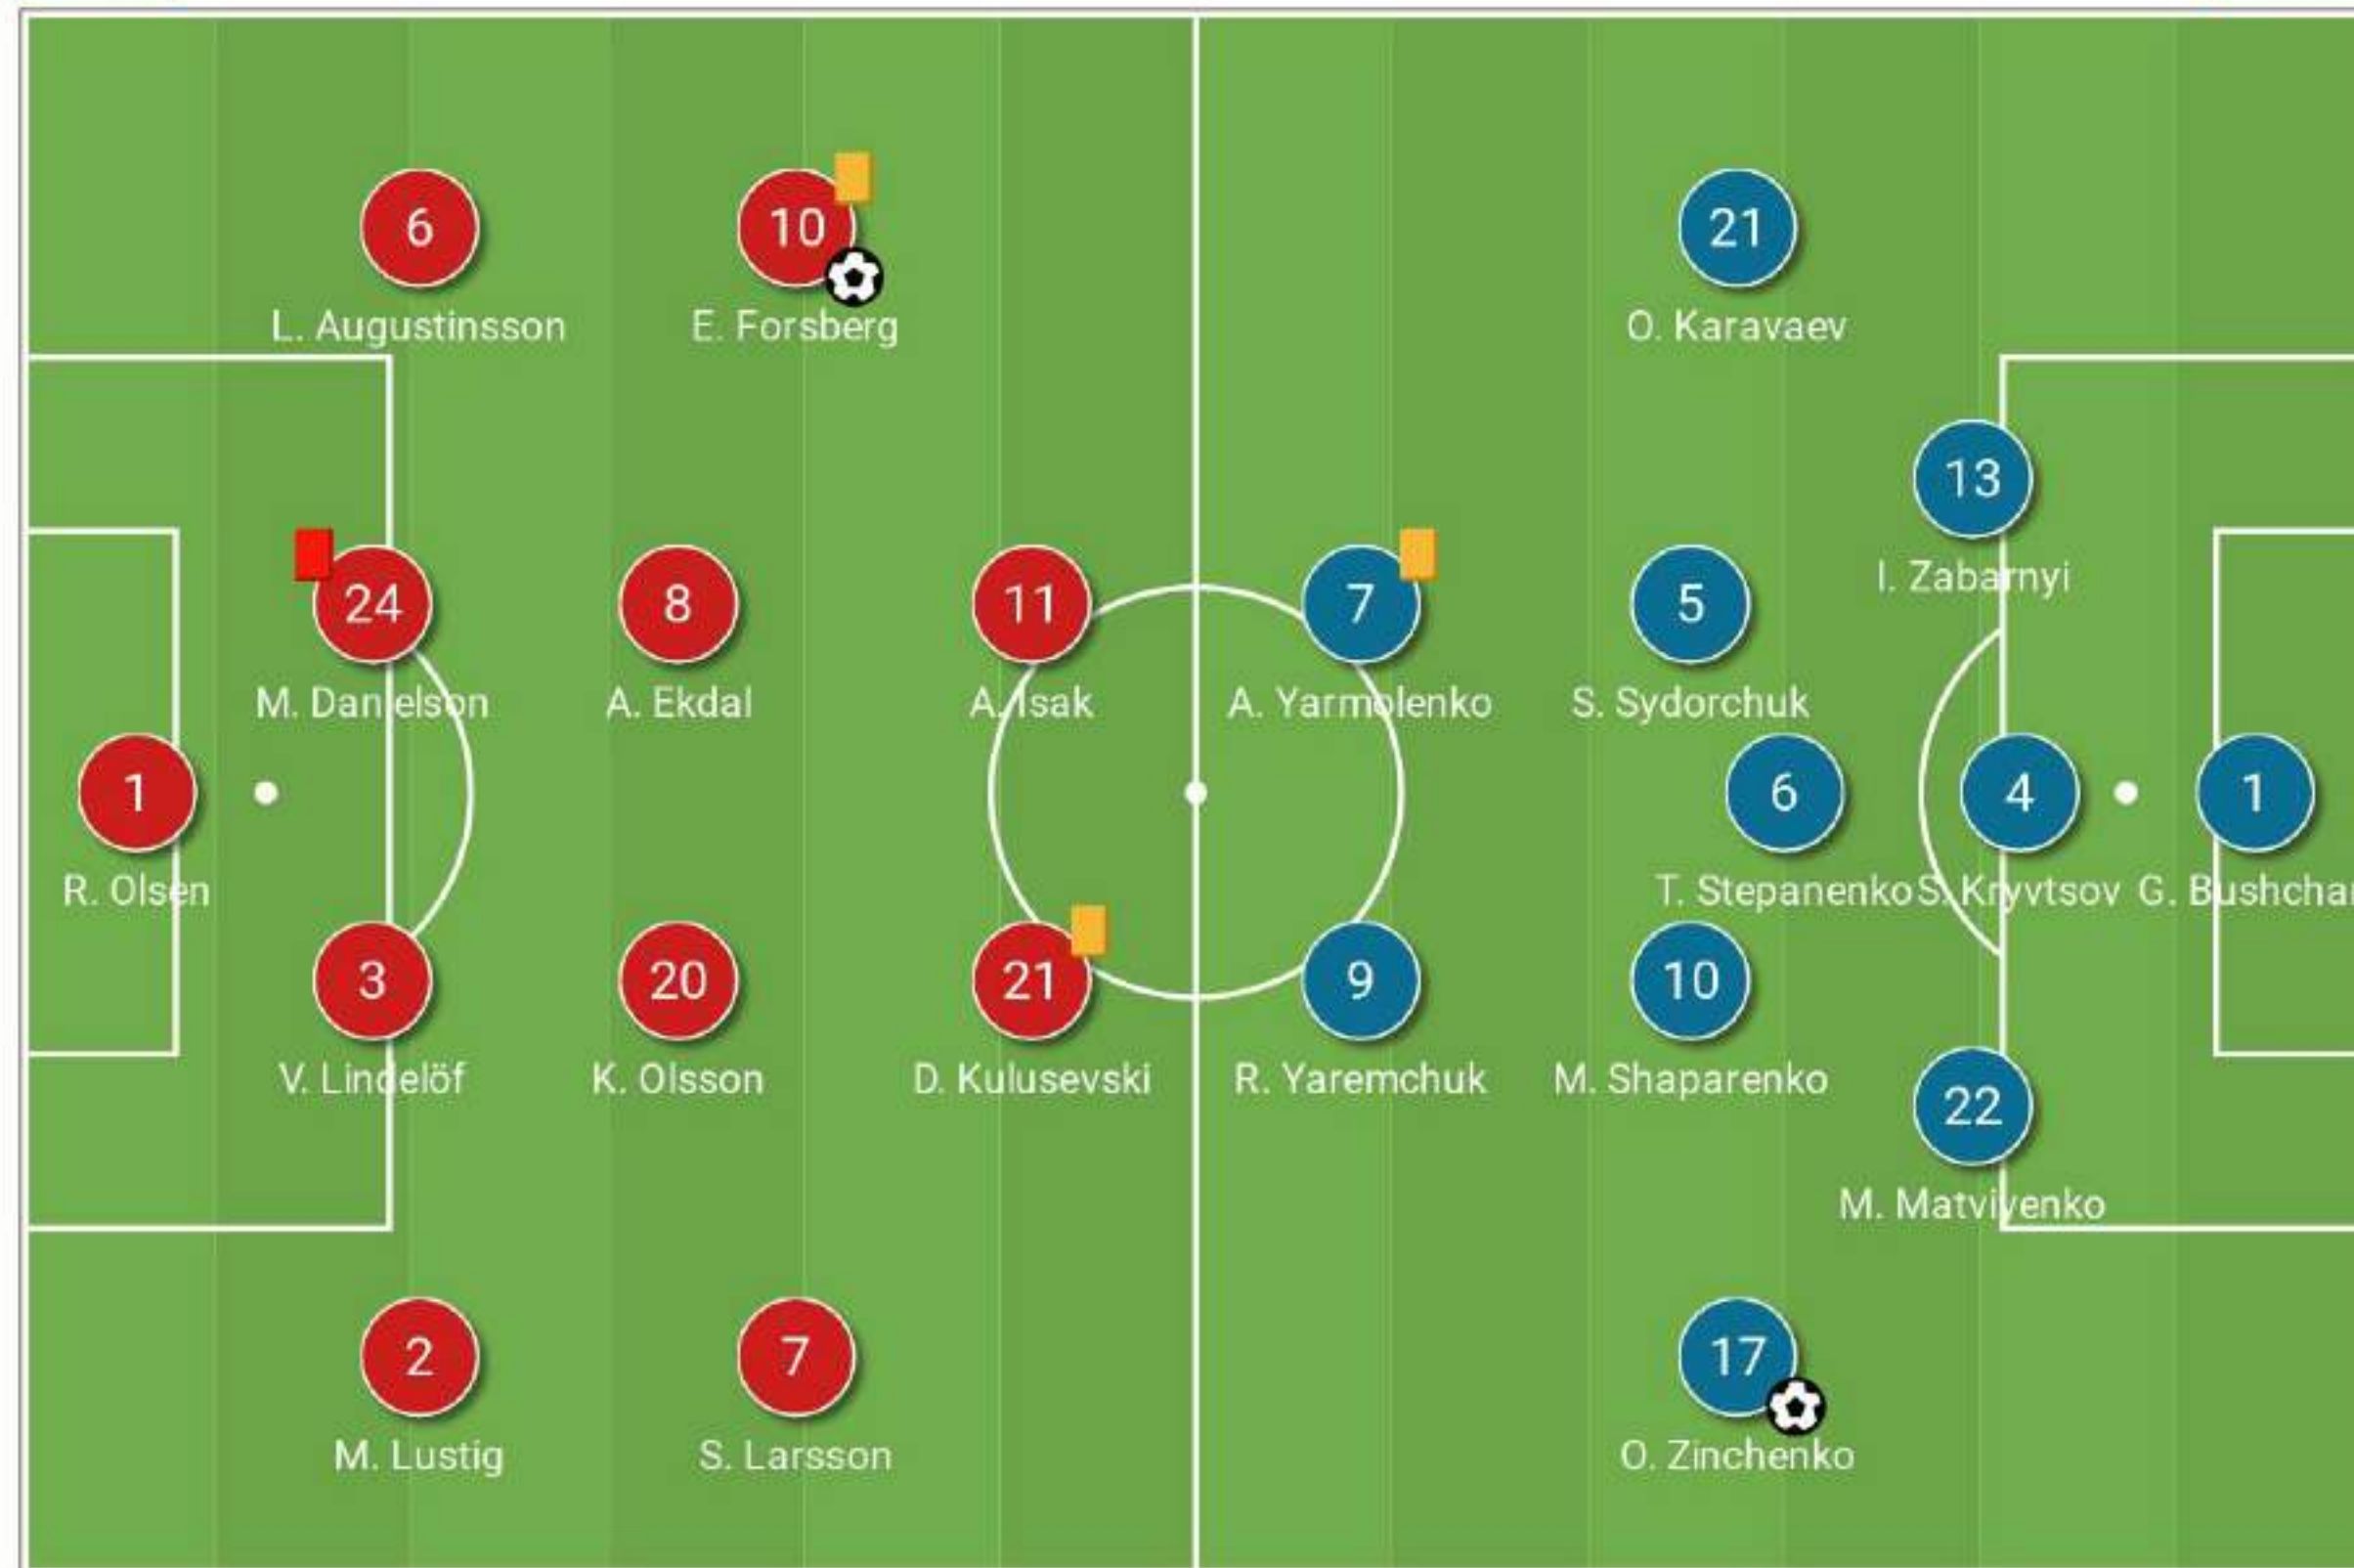 6
L. Augustinsson
10
E. Forsberg
21
O. Karavaev
13
I. Zabarnyi
24
M. Danielson
8
A. Ekdal
11
A. Isak
7
A. Yarmolenko
5
S. Sydorchuk
1
R. Olsen
6
T. Stepanenko
4
S. Kryvtsov
1
G. Bushchan
3
V. Lindelöf
20
K. Olsson
21
D. Kulusevski
9
R. Yaremchuk
10
M. Shaparenko
22
M. Matviyenko
2
M. Lustig
7
S. Larsson
17
O. Zinchenko